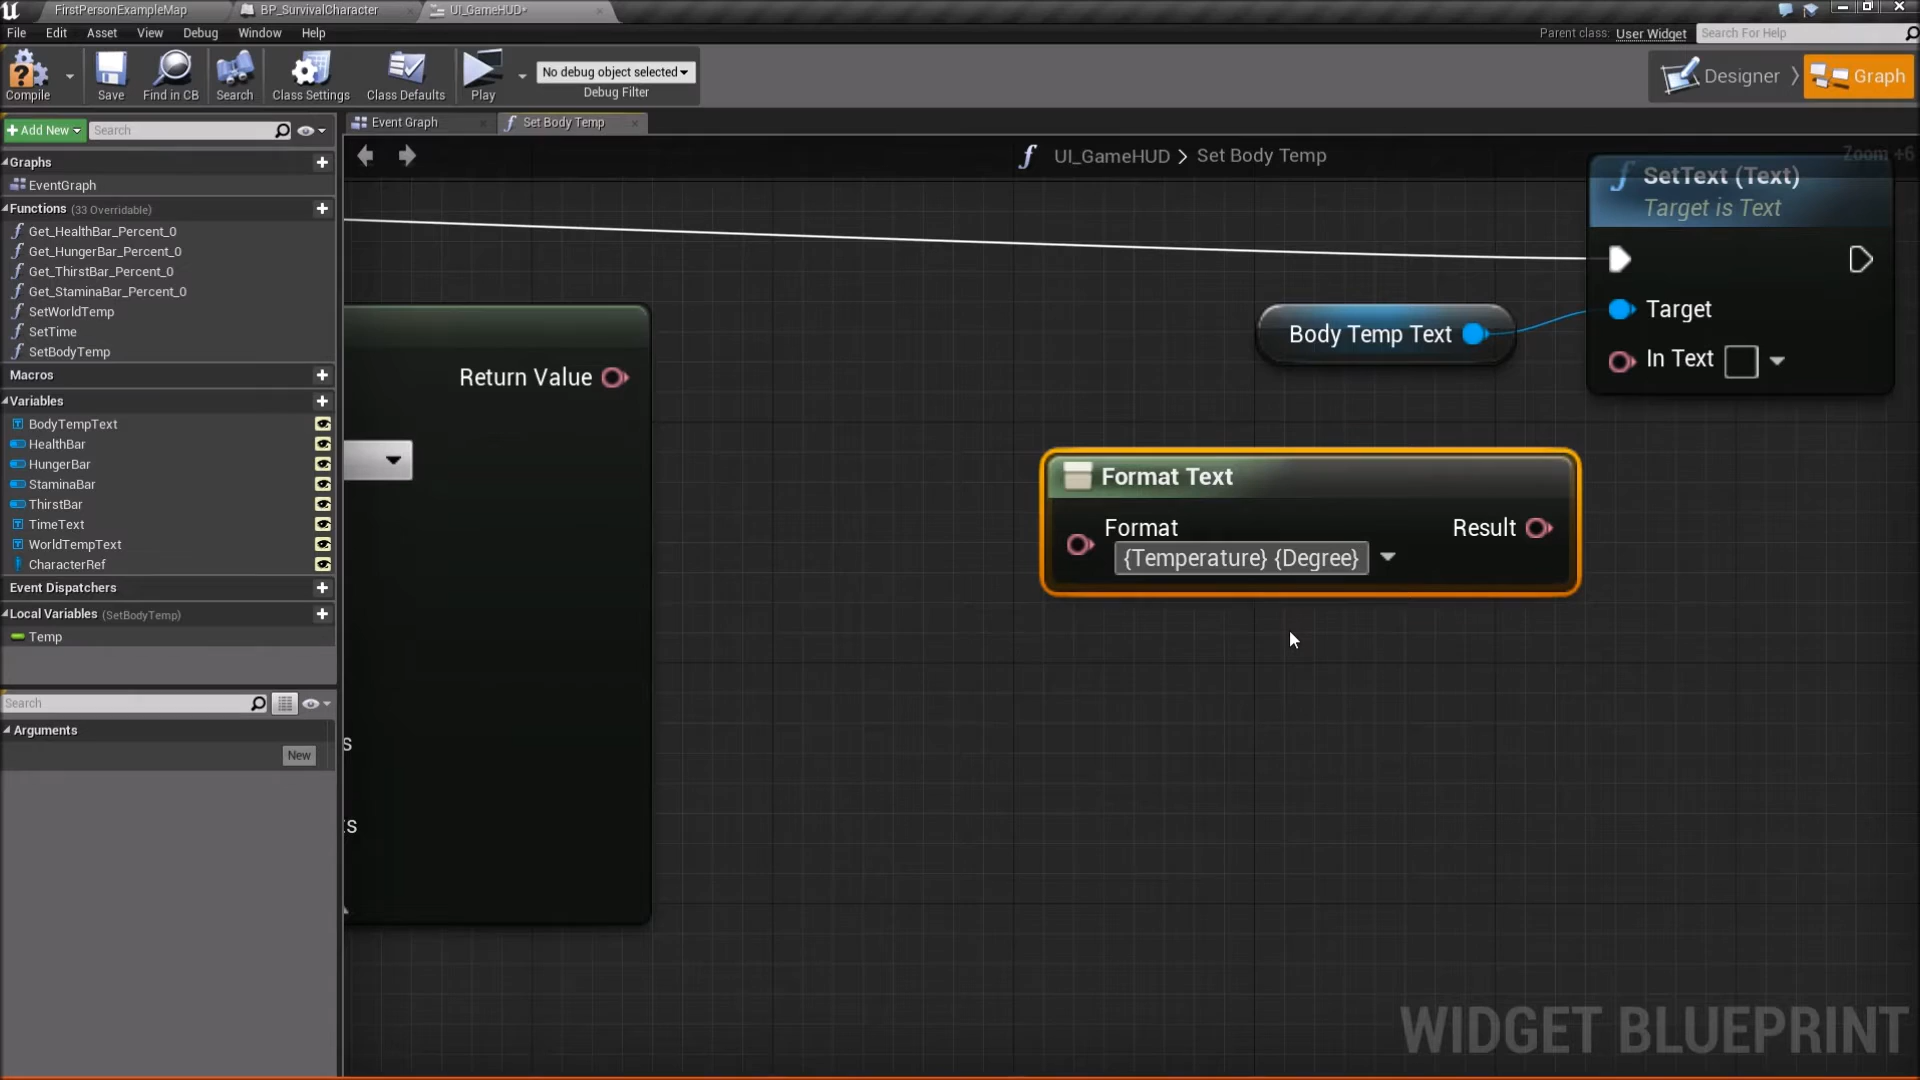 FirstPersonExampleMap
BP_SurvivalCharacter
UI_GameHUD*
File Edit Asset View Debug Window Help
Parent class: User Widget
Search For Help
Compile
Save
Find in CB
Search
Class Settings
Class Defaults
Play
No debug object selected
Debug Filter
Designer
Graph
Add New
Search
Event Graph
Set Body Temp
Graphs
EventGraph
Functions (33 Overridable)
Get_HealthBar_Percent_0
Get_HungerBar_Percent_0
Get_ThirstBar_Percent_0
Get_StaminaBar_Percent_0
SetWorldTemp
SetTime
SetBodyTemp
Macros
Variables
BodyTempText
HealthBar
HungerBar
StaminaBar
ThirstBar
TimeText
WorldTempText
CharacterRef
Event Dispatchers
Local Variables (SetBodyTemp)
Temp
Search
Arguments
New
UI_GameHUD > Set Body Temp
Zoom +6
SetText (Text)
Target is Text
Target
In Text
Body Temp Text
Return Value
Format Text
Format
{Temperature} {Degree}
Result
WIDGET BLUEPRINT